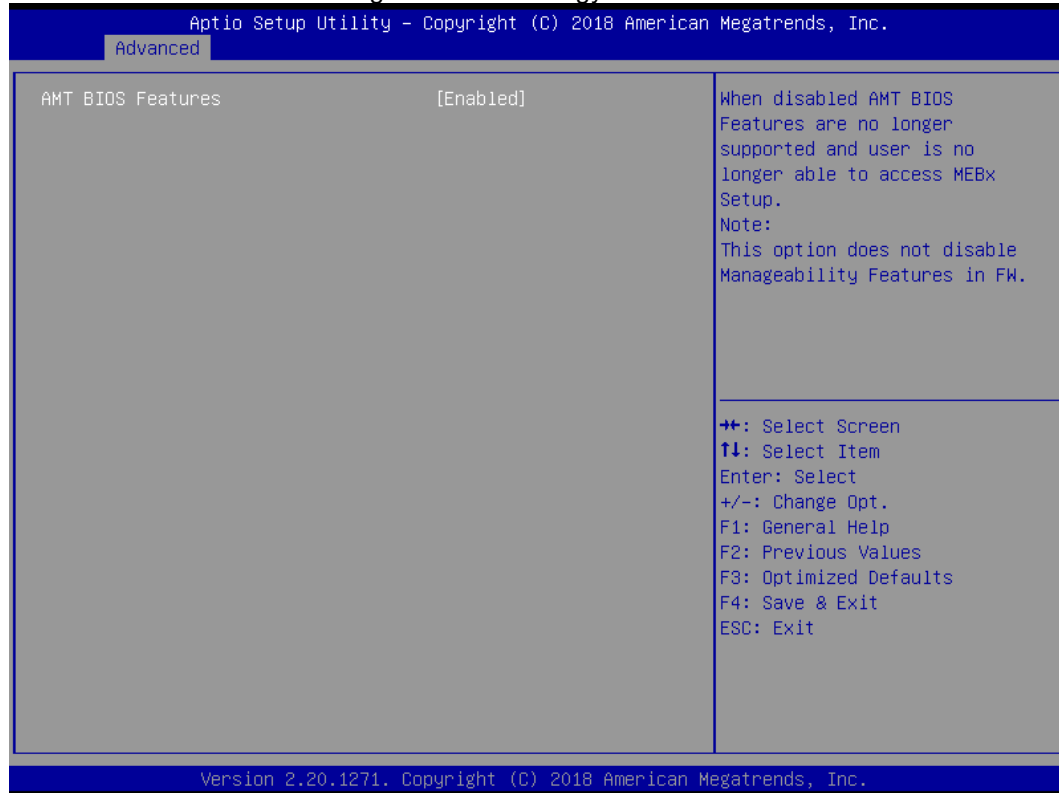 Aptio Setup Utility – Copyright (C) 2018 American Megatrends, Inc.
Advanced
AMT BIOS Features [Enabled]
When disabled AMT BIOS
Features are no longer
supported and user is no
longer able to access MEBx
Setup.
Note:
This option does not disable
Manageability Features in FW.
→←: Select Screen
↑↓: Select Item
Enter: Select
+/-: Change Opt.
F1: General Help
F2: Previous Values
F3: Optimized Defaults
F4: Save & Exit
ESC: Exit
Version 2.20.1271. Copyright (C) 2018 American Megatrends, Inc.